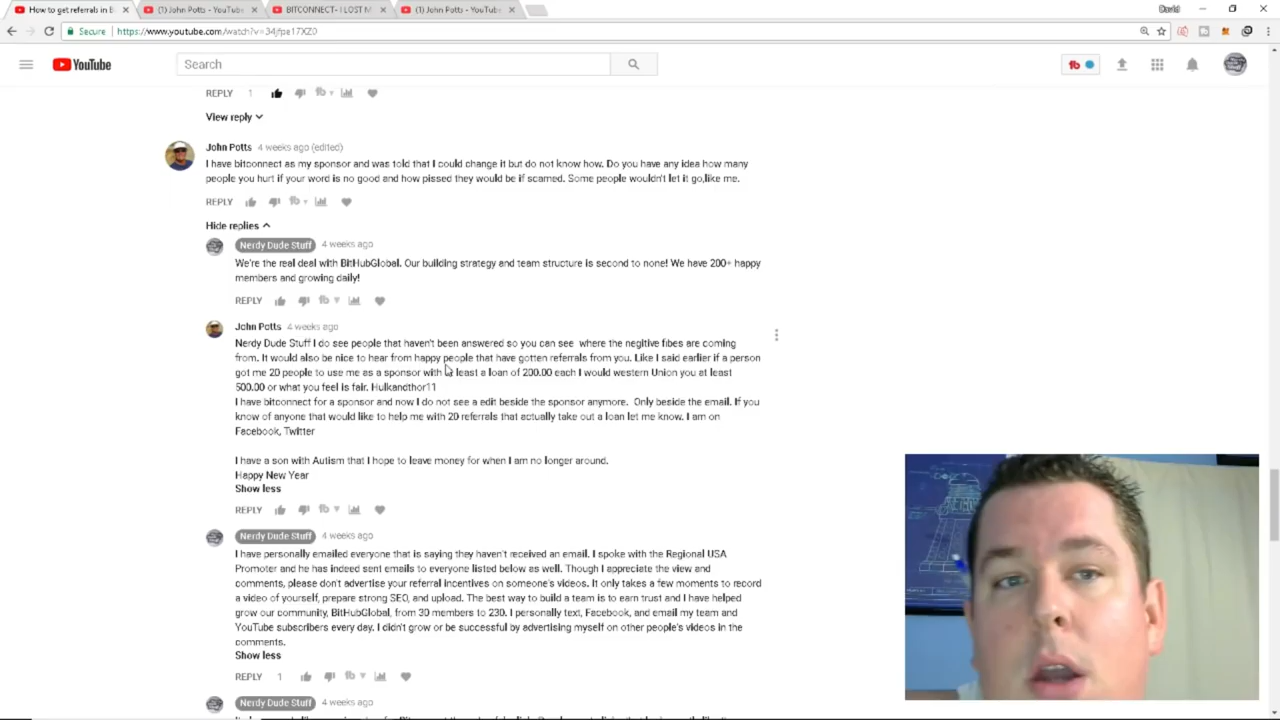 How to get referrals in B
(1) John Potts - YouTube
BITCONNECT- I LOST M
(1) John Potts - YouTube
David
Secure
https://www.youtube.com/watch?v=34jfpe17XZ0
YouTube
Search
REPLY 1
View reply
John Potts 4 weeks ago (edited)
I have bitconnect as my sponsor and was told that I could change it but do not know how. Do you have any idea how many
people you hurt if your word is no good and how pissed they would be if scamed. Some people wouldn't let it go,like me.
REPLY
Hide replies
Nerdy Dude Stuff 4 weeks ago
We're the real deal with BitHubGlobal. Our building strategy and team structure is second to none! We have 200+ happy
members and growing daily!
REPLY
John Potts 4 weeks ago
Nerdy Dude Stuff I do see people that haven't been answered so you can see where the negitive fibes are coming
from. It would also be nice to hear from happy people that have gotten referrals from you. Like I said earlier if a person
got me 20 people to use me as a sponsor with at least a loan of 200.00 each I would western Union you at least
500.00 or what you feel is fair. Hulkandthor11
I have bitconnect for a sponsor and now I do not see a edit beside the sponsor anymore. Only beside the email. If you
know of anyone that would like to help me with 20 referrals that actually take out a loan let me know. I am on
Facebook, Twitter
I have a son with Autism that I hope to leave money for when I am no longer around.
Happy New Year
Show less
REPLY
Nerdy Dude Stuff 4 weeks ago
I have personally emailed everyone that is saying they haven't received an email. I spoke with the Regional USA
Promoter and he has indeed sent emails to everyone listed below as well. Though I appreciate the view and
comments, please don't advertise your referral incentives on someone's videos. It only takes a few moments to record
a video of yourself, prepare strong SEO, and upload. The best way to build a team is to earn trust and I have helped
grow our community, BitHubGlobal, from 30 members to 230. I personally text, Facebook, and email my team and
YouTube subscribers every day. I didn't grow or be successful by advertising myself on other people's videos in the
comments.
Show less
REPLY 1
Nerdy Dude Stuff 4 weeks ago